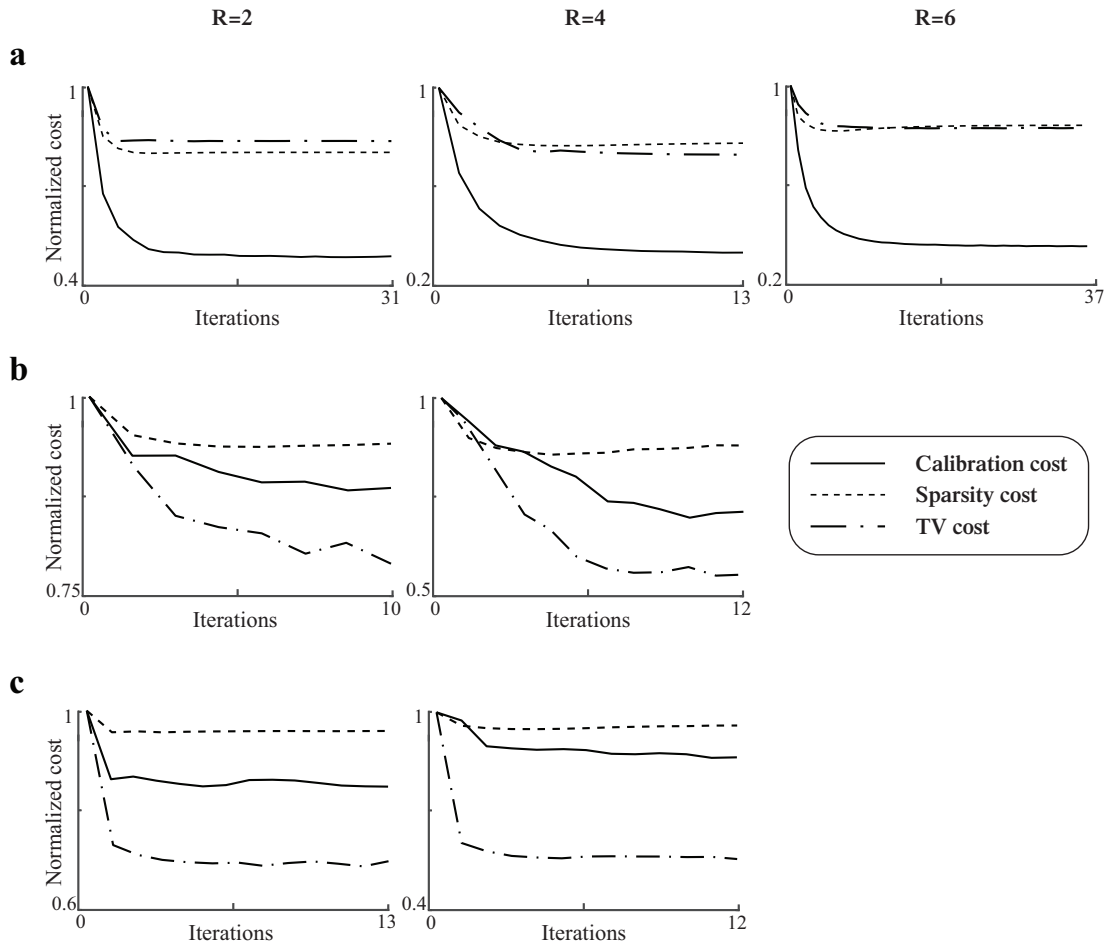 R=2 R=4 R=6
a
Normalized cost
1
0.4
0
31
Iterations
1
0.2
0
13
Iterations
1
0.2
0
37
Iterations
b
Normalized cost
1
0.75
0
10
Iterations
1
0.5
0
12
Iterations
Calibration cost
Sparsity cost
TV cost
c
Normalized cost
1
0.6
0
13
Iterations
1
0.4
0
12
Iterations